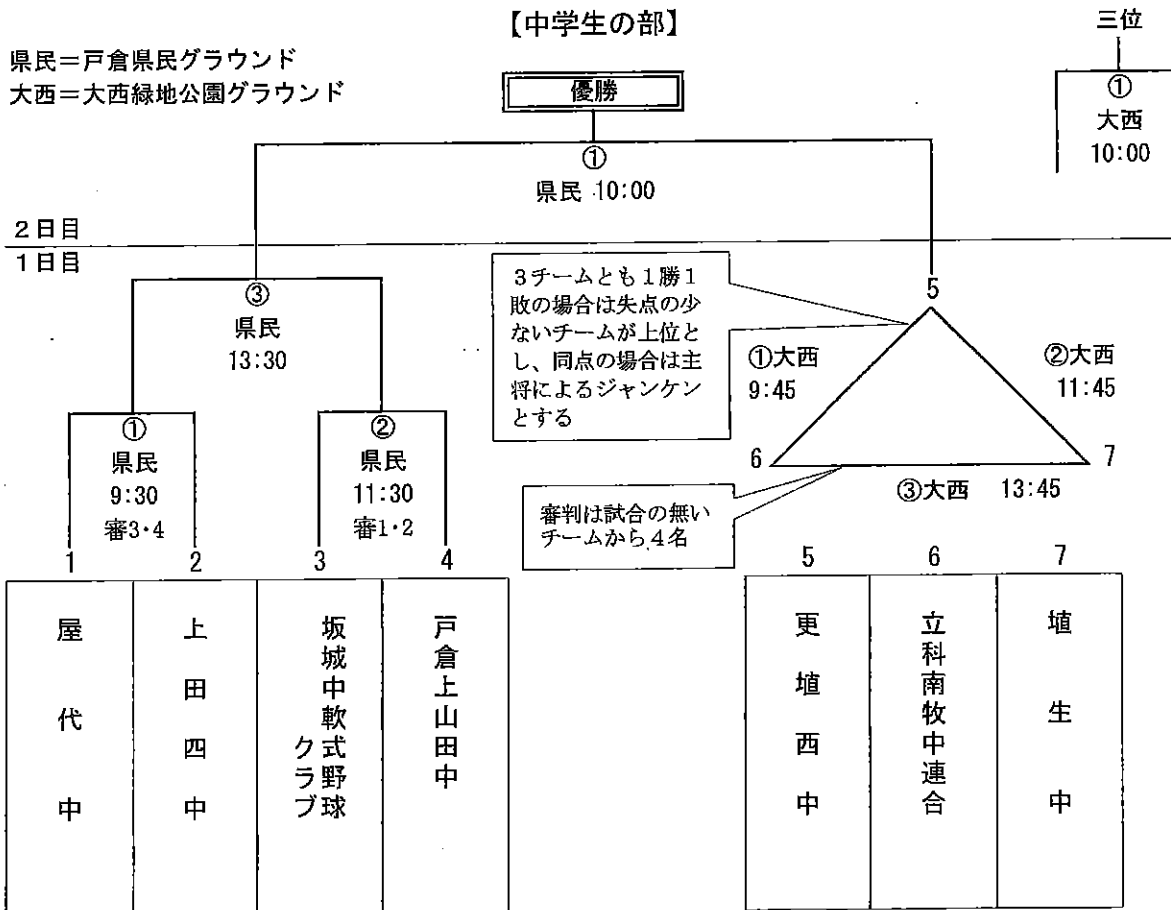 【中学生の部】
県民=戸倉県民グラウンド
大西=大西緑地公園グラウンド
優勝
①
県民 10:00
三位
①
大西
10:00
2日目
1日目
③
県民
13:30
①
県民
9:30
審3・4
②
県民
11:30
審1・2
3チームとも1勝1
敗の場合は失点の少
ないチームが上位と
し、同点の場合は主
将によるジャンケン
とする
5
①大西
9:45
②大西
11:45
6
7
③大西 13:45
審判は試合の無い
チームから4名
1
2
3
4
5
6
7
屋代中
上田四中
坂城中軟式野球
クラブ
戸倉上山田中
更埴西中
立科南牧中連合
埴生中